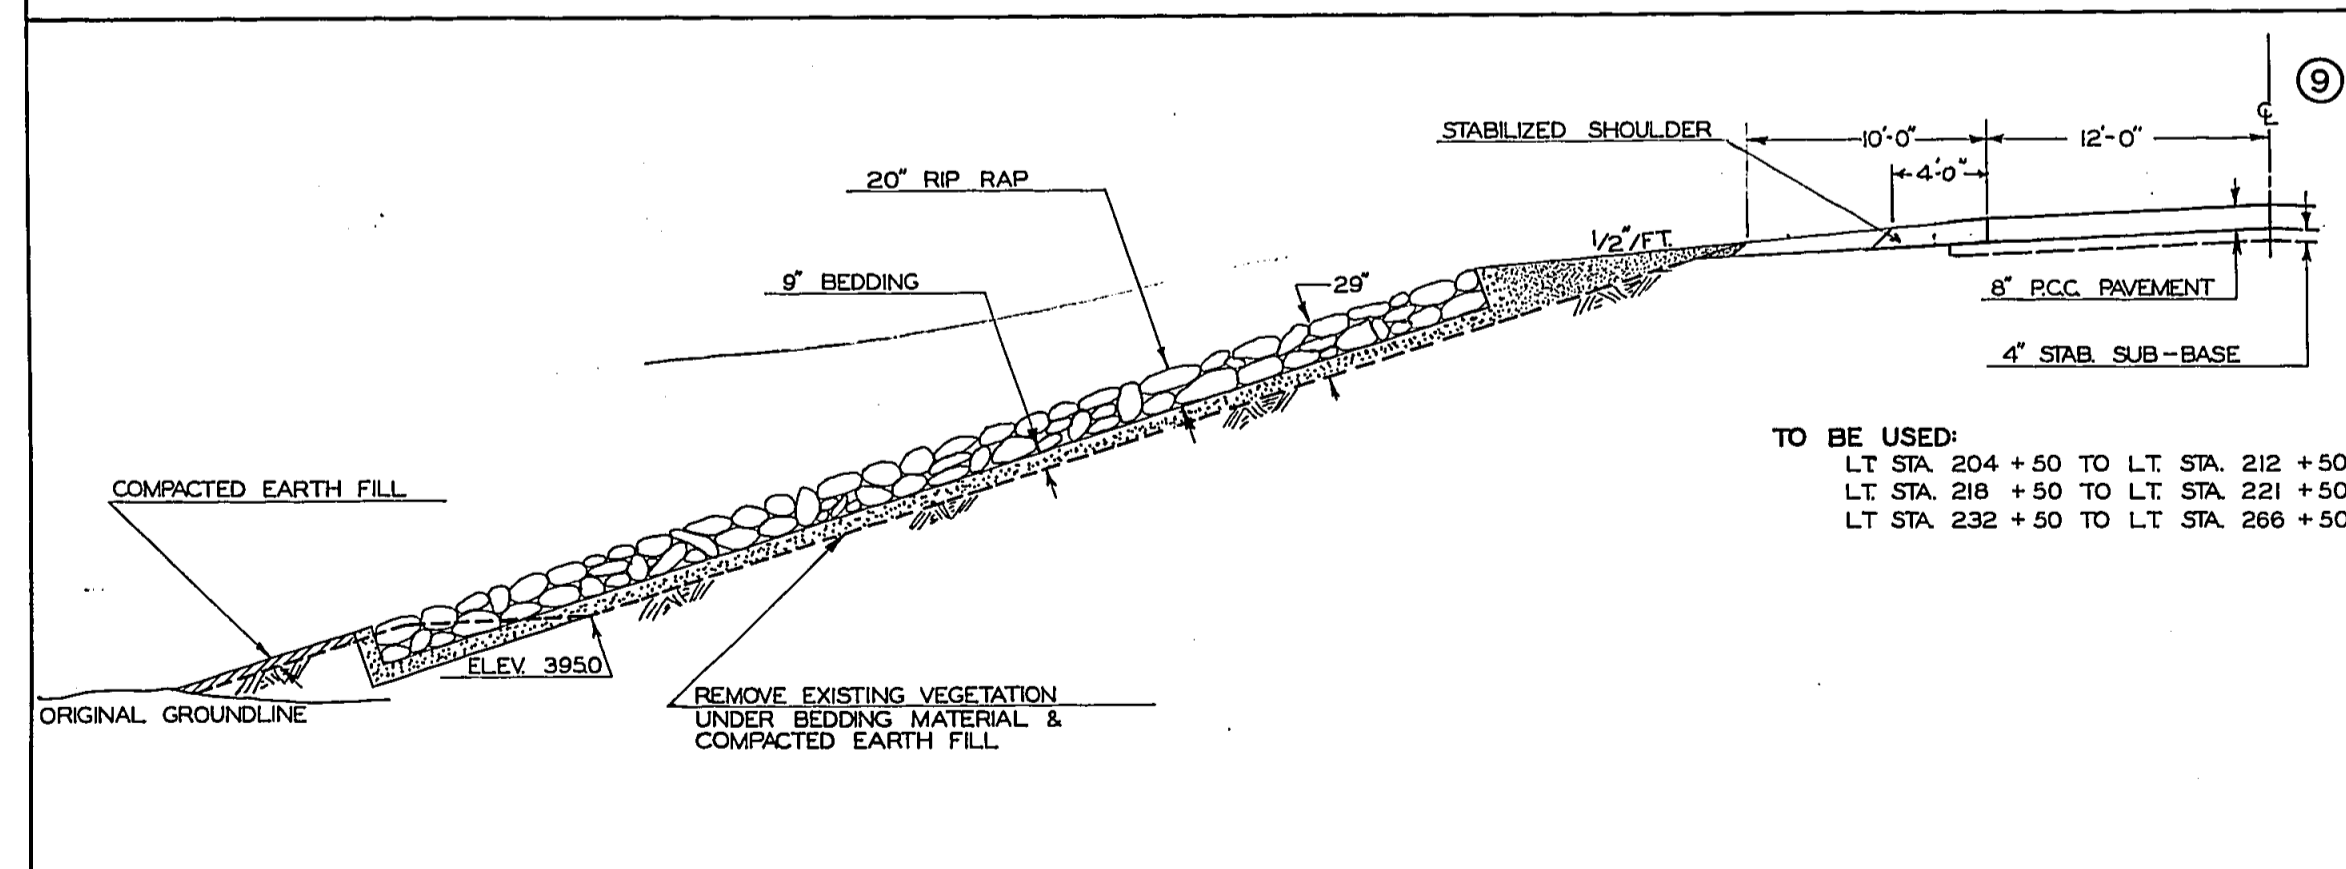 9
℄
STABILIZED SHOULDER
10'-0"
12'-0"
4'-0"
20" RIP RAP
1/2"/FT.
9" BEDDING
29"
8" P.C.C. PAVEMENT
4" STAB. SUB-BASE
TO BE USED:
LT STA. 204 + 50 TO LT. STA. 212 + 50
LT. STA. 218 + 50 TO LT. STA. 221 + 50
LT STA. 232 + 50 TO LT STA. 266 + 50
COMPACTED EARTH FILL
ELEV. 395.0
REMOVE EXISTING VEGETATION
UNDER BEDDING MATERIAL &
COMPACTED EARTH FILL
ORIGINAL GROUNDLINE